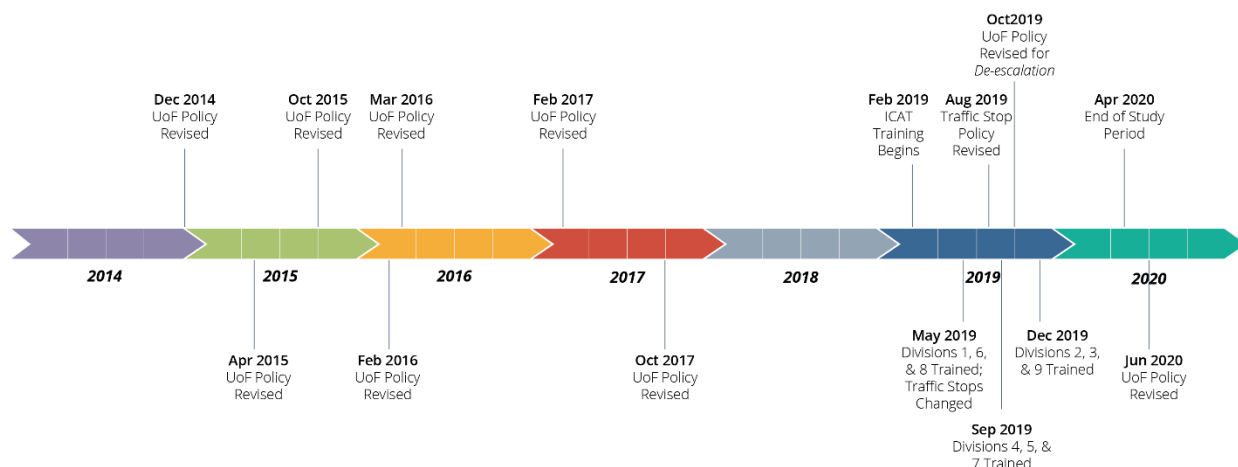 Oct2019
UoF Policy
Revised for
De-escalation
Dec 2014
UoF Policy
Revised
Oct 2015
UoF Policy
Revised
Mar 2016
UoF Policy
Revised
Feb 2017
UoF Policy
Revised
Feb 2019
ICAT
Training
Begins
Aug 2019
Traffic Stop
Policy
Revised
Apr 2020
End of Study
Period
2014
2015
2016
2017
2018
2019
2020
Apr 2015
UoF Policy
Revised
Feb 2016
UoF Policy
Revised
Oct 2017
UoF Policy
Revised
May 2019
Divisions 1, 6,
& 8 Trained;
Traffic Stops
Changed
Sep 2019
Divisions 4, 5, &
7 Trained
Dec 2019
Divisions 2, 3,
& 9 Trained
Jun 2020
UoF Policy
Revised